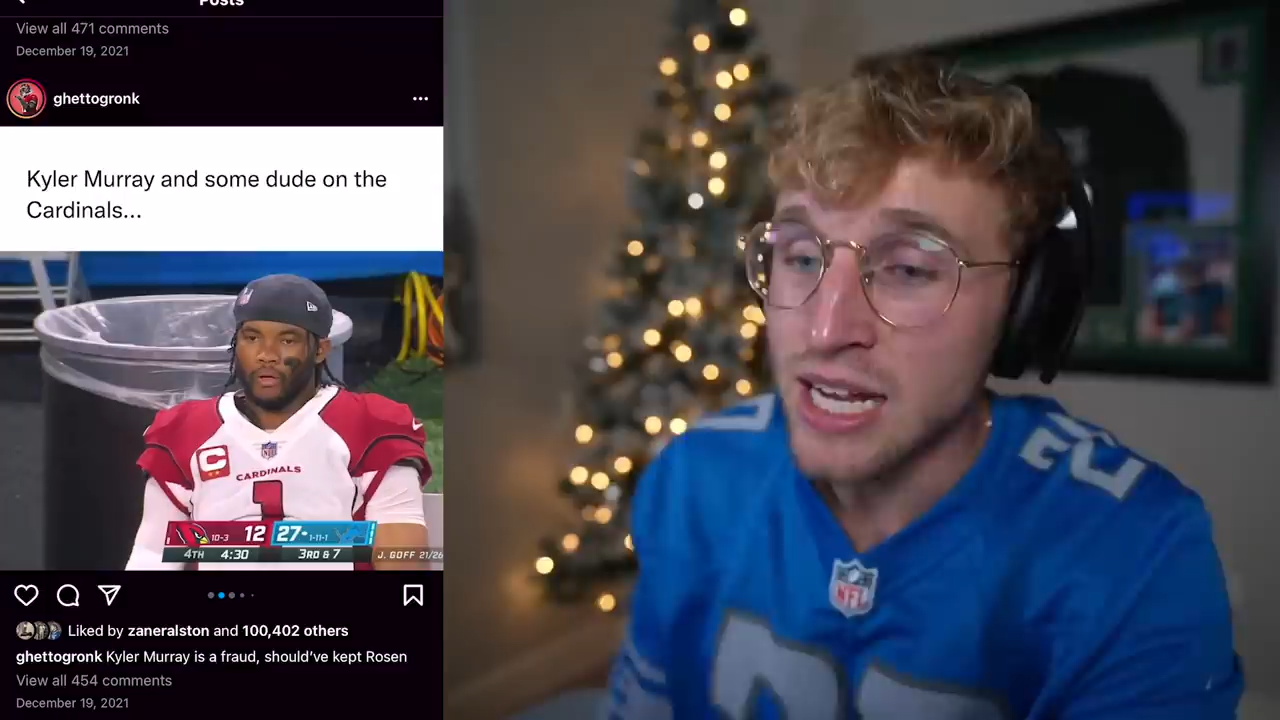 Posts
View all 471 comments
December 19, 2021
ghettogronk
Kyler Murray and some dude on the
Cardinals...
C
CARDINALS
1
10-3 12 27 1-11-1
4TH 4:30 3RD & 7 J. GOFF 21/26
Liked by zaneralston and 100,402 others
ghettogronk Kyler Murray is a fraud, should've kept Rosen
View all 454 comments
December 19, 2021
20
NFL